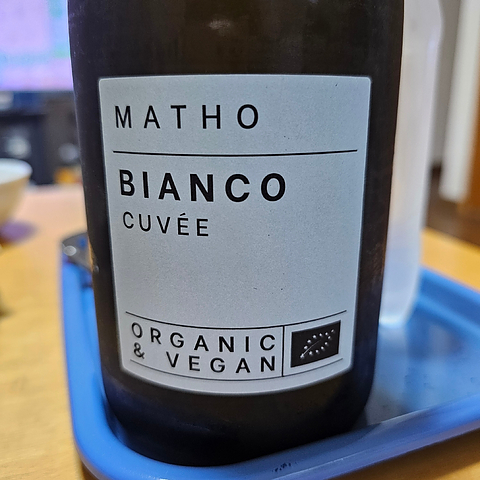 MATHO
BIANCO
CUVÉE
ORGANIC
& VEGAN